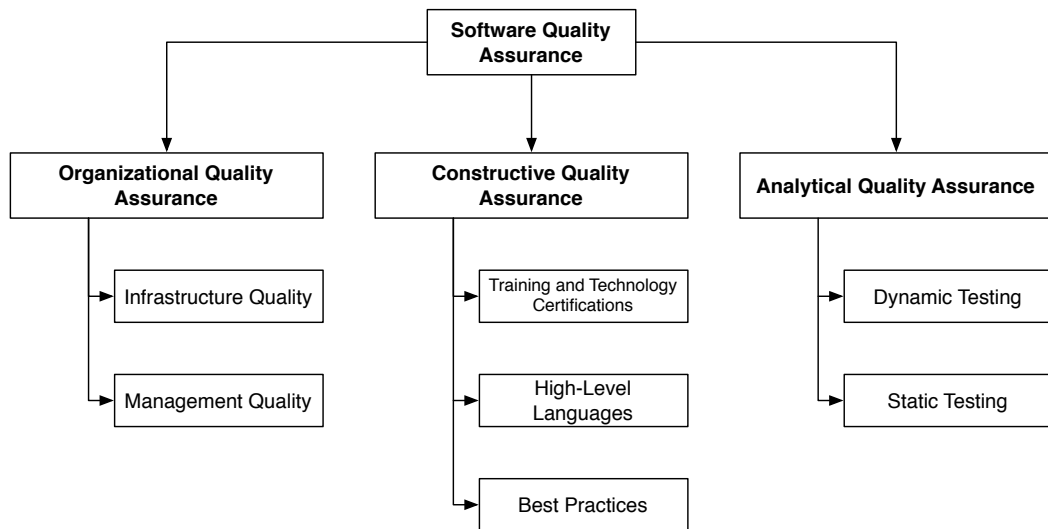 Software Quality
Assurance
Organizational Quality
Assurance
Constructive Quality
Assurance
Analytical Quality Assurance
Infrastructure Quality
Management Quality
Training and Technology
Certifications
High-Level
Languages
Best Practices
Dynamic Testing
Static Testing